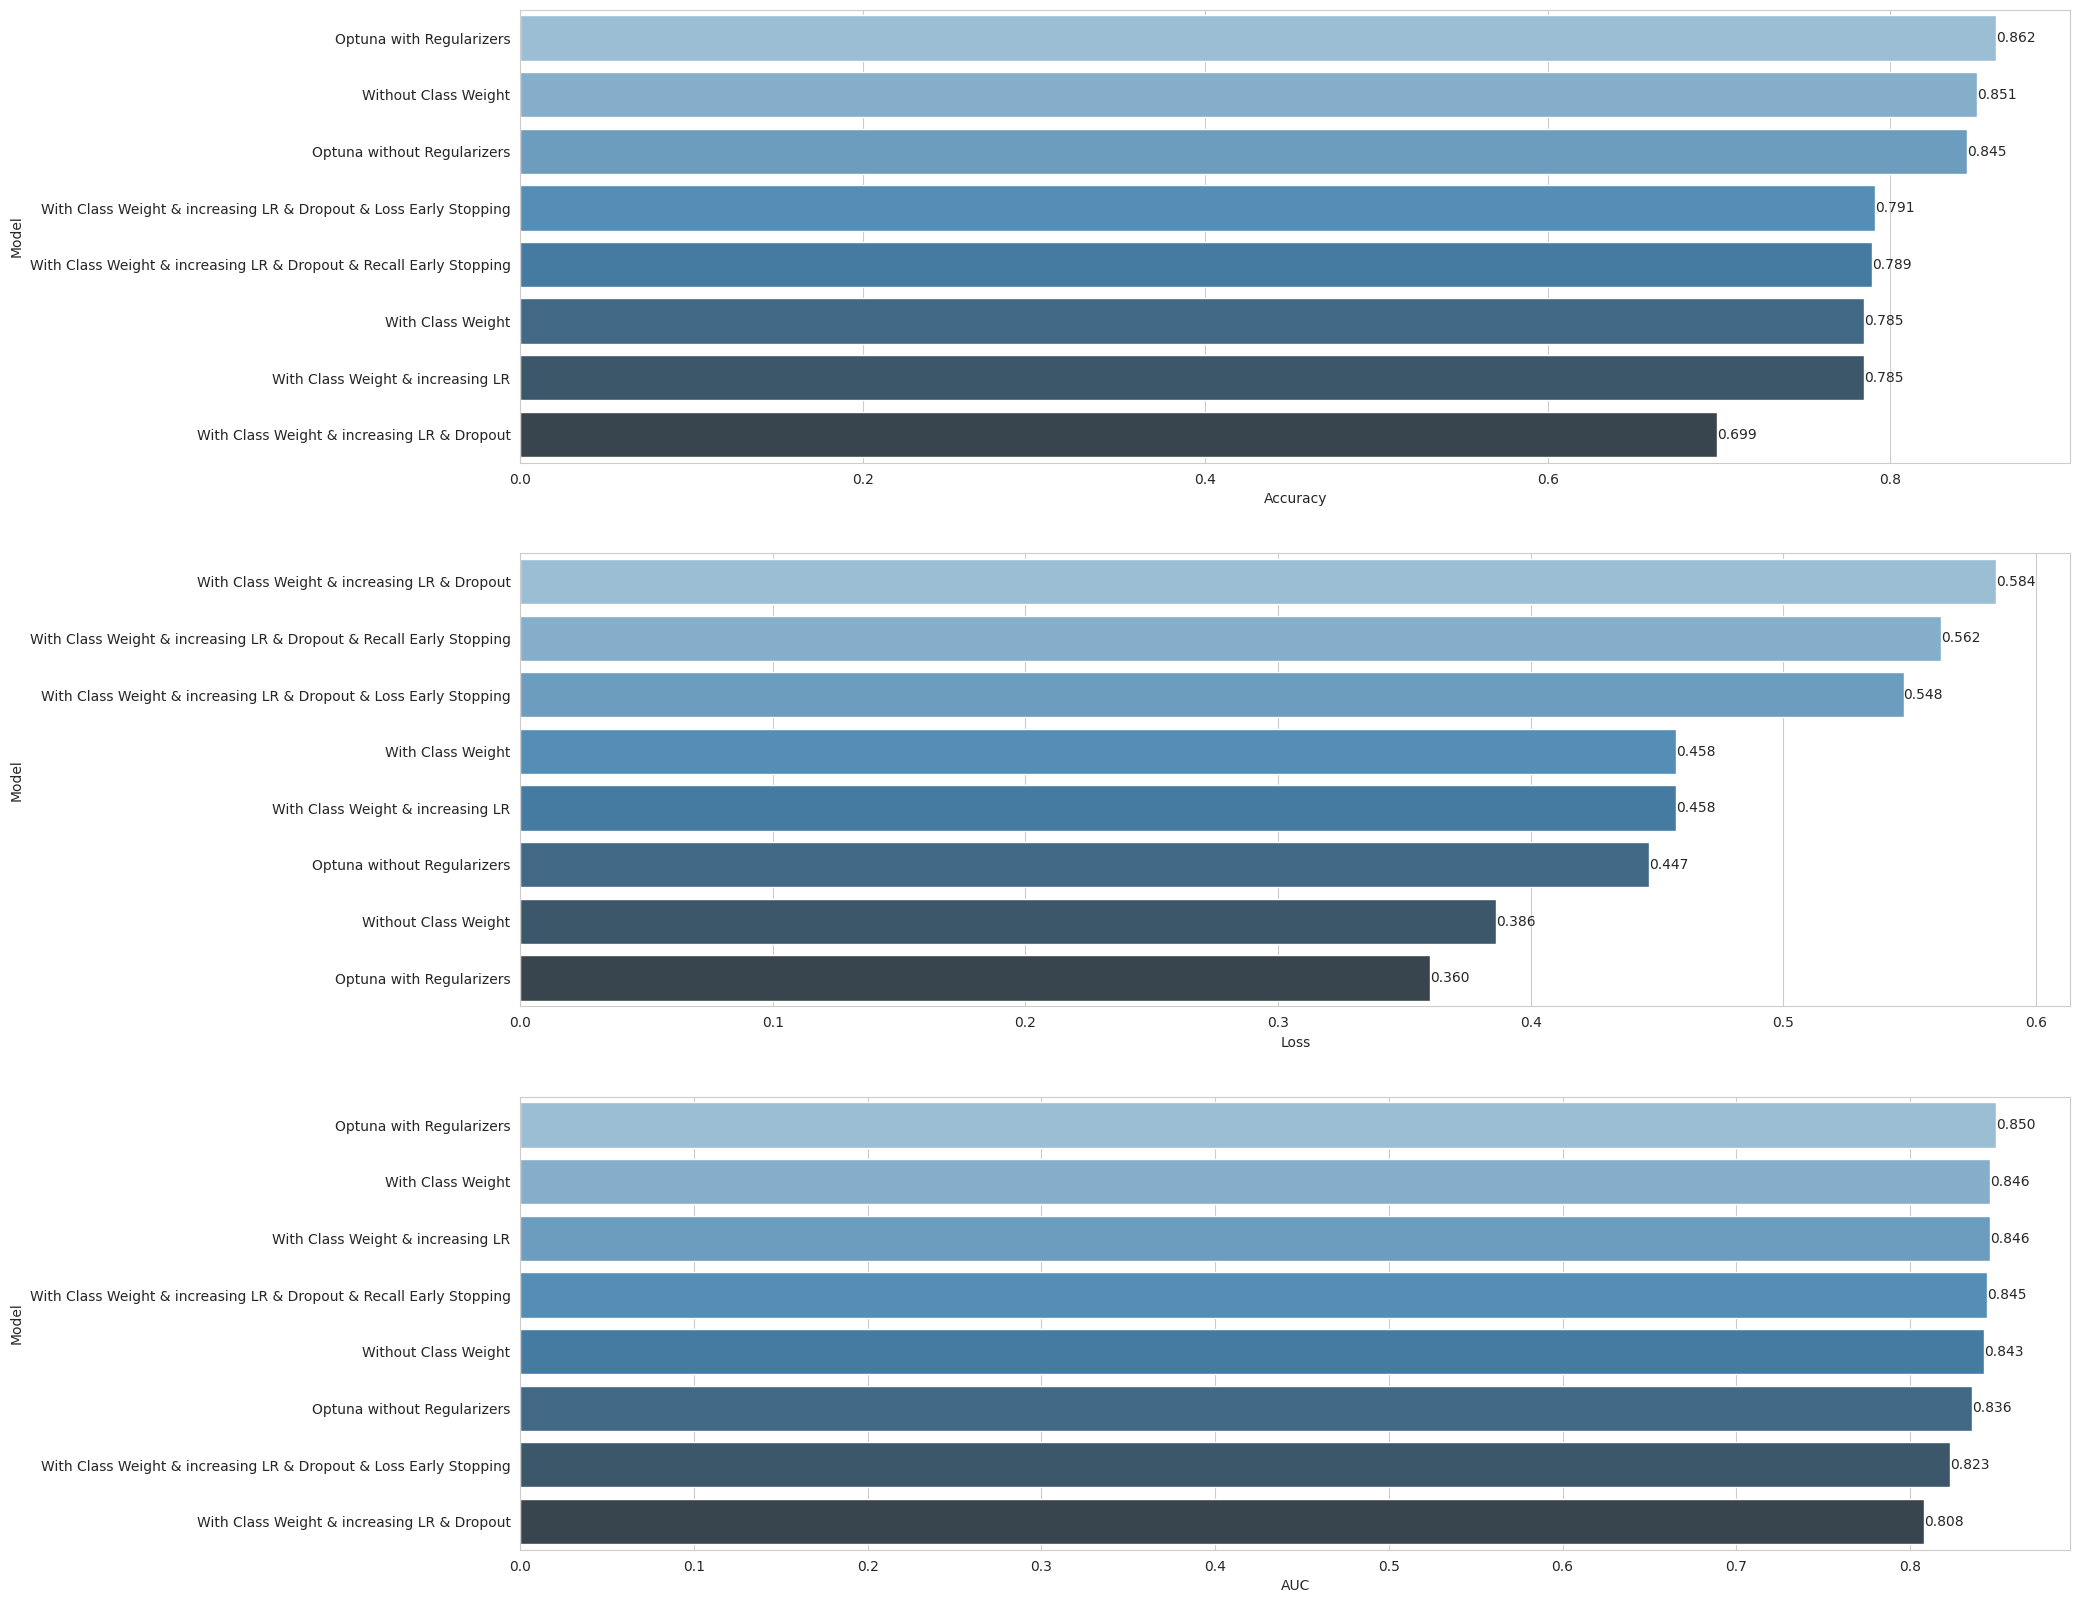 Optuna with Regularizers
0.862
Without Class Weight
0.851
Optuna without Regularizers
0.845
With Class Weight & increasing LR & Dropout & Loss Early Stopping
0.791
With Class Weight & increasing LR & Dropout & Recall Early Stopping
0.789
With Class Weight
0.785
With Class Weight & increasing LR
0.785
With Class Weight & increasing LR & Dropout
0.699
Model
0.0 0.2 0.4 0.6 0.8
Accuracy
With Class Weight & increasing LR & Dropout
0.584
With Class Weight & increasing LR & Dropout & Recall Early Stopping
0.562
With Class Weight & increasing LR & Dropout & Loss Early Stopping
0.548
With Class Weight
0.458
With Class Weight & increasing LR
0.458
Optuna without Regularizers
0.447
Without Class Weight
0.386
Optuna with Regularizers
0.360
Model
0.0 0.1 0.2 0.3 0.4 0.5 0.6
Loss
Optuna with Regularizers
0.850
With Class Weight
0.846
With Class Weight & increasing LR
0.846
With Class Weight & increasing LR & Dropout & Recall Early Stopping
0.845
Without Class Weight
0.843
Optuna without Regularizers
0.836
With Class Weight & increasing LR & Dropout & Loss Early Stopping
0.823
With Class Weight & increasing LR & Dropout
0.808
Model
0.0 0.1 0.2 0.3 0.4 0.5 0.6 0.7 0.8
AUC